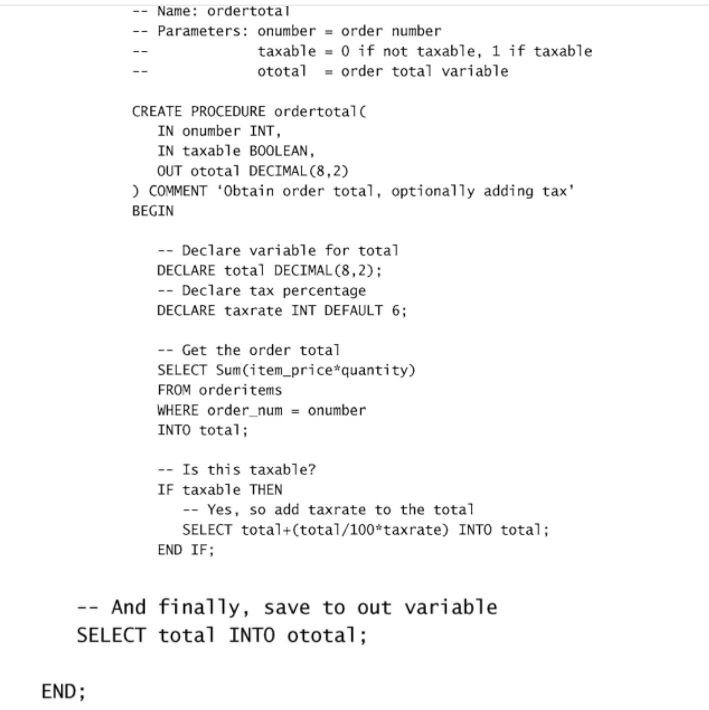 -- Name: ordertotal
-- Parameters: onumber = order number
--             taxable = 0 if not taxable, 1 if taxable
--             ototal  = order total variable
CREATE PROCEDURE ordertotal(
   IN onumber INT,
   IN taxable BOOLEAN,
   OUT ototal DECIMAL(8,2)
) COMMENT ‘Obtain order total, optionally adding tax’
BEGIN
   -- Declare variable for total
   DECLARE total DECIMAL(8,2);
   -- Declare tax percentage
   DECLARE taxrate INT DEFAULT 6;
   -- Get the order total
   SELECT Sum(item_price*quantity)
   FROM orderitems
   WHERE order_num = onumber
   INTO total;
   -- Is this taxable?
   IF taxable THEN
      -- Yes, so add taxrate to the total
      SELECT total+(total/100*taxrate) INTO total;
   END IF;
-- And finally, save to out variable
SELECT total INTO ototal;
END;